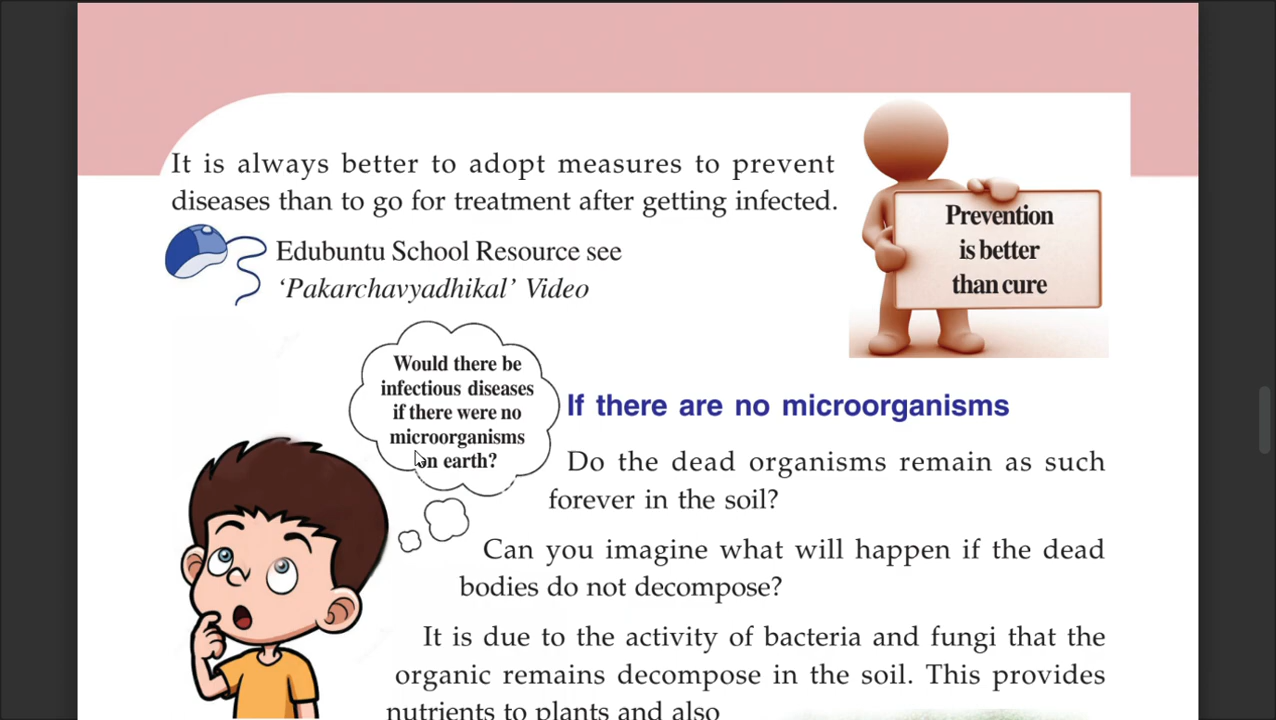 It is always better to adopt measures to prevent
diseases than to go for treatment after getting infected.
Prevention
is better
than cure
Edubuntu School Resource see
‘Pakarchavyadhikal’ Video
Would there be
infectious diseases
if there were no
microorganisms
on earth?
If there are no microorganisms
Do the dead organisms remain as such
forever in the soil?
Can you imagine what will happen if the dead
bodies do not decompose?
It is due to the activity of bacteria and fungi that the
organic remains decompose in the soil. This provides
nutrients to plants and also